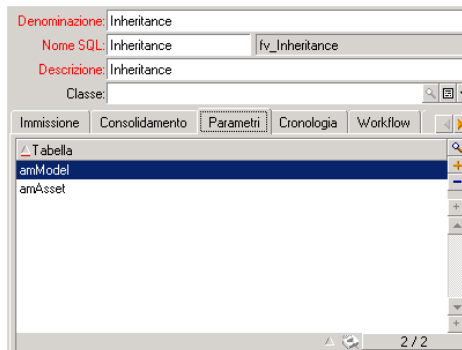 Denominazione: Inheritance
Nome SQL: Inheritance fv_Inheritance
Descrizione: Inheritance
Classe:
Immissione Consolidamento Parametri Cronologia Workflow
Tabella
amModel
amAsset
2 / 2